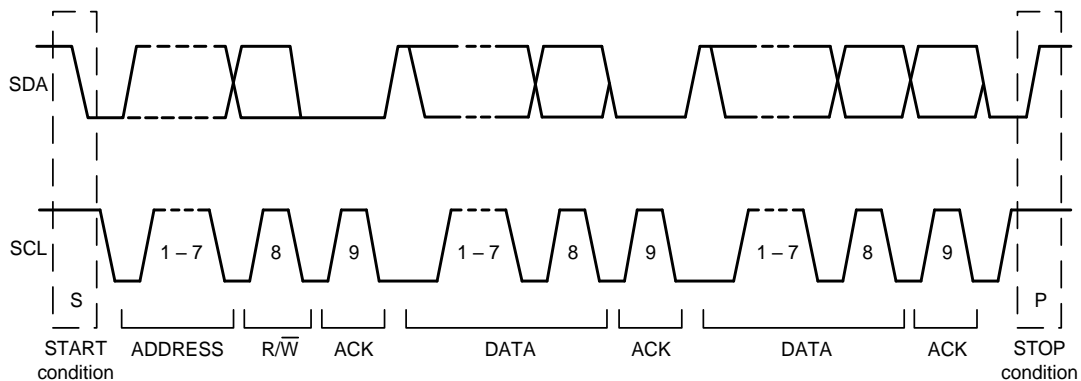 SDA
SCL
1 – 7
8
9
1 – 7
8
9
1 – 7
8
9
S
P
START
condition
ADDRESS
R/W̅
ACK
DATA
ACK
DATA
ACK
STOP
condition